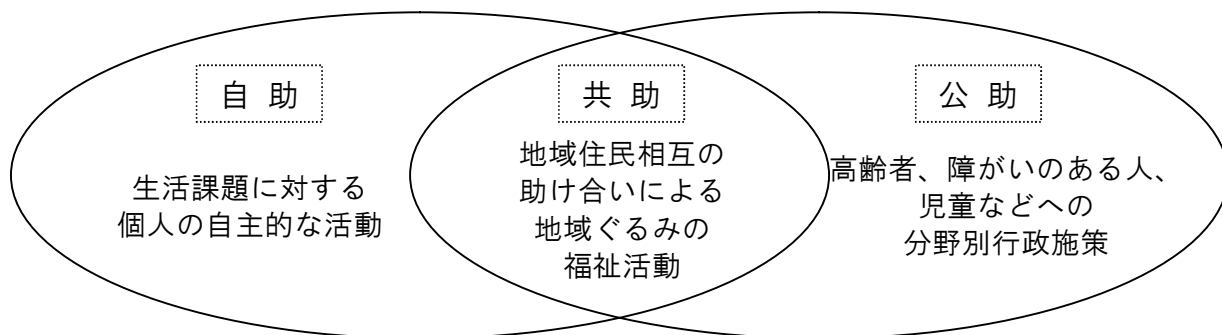 自 助
生活課題に対する
個人の自主的な活動
共 助
地域住民相互の
助け合いによる
地域ぐるみの
福祉活動
公 助
高齢者、障がいのある人、
児童などへの
分野別行政施策